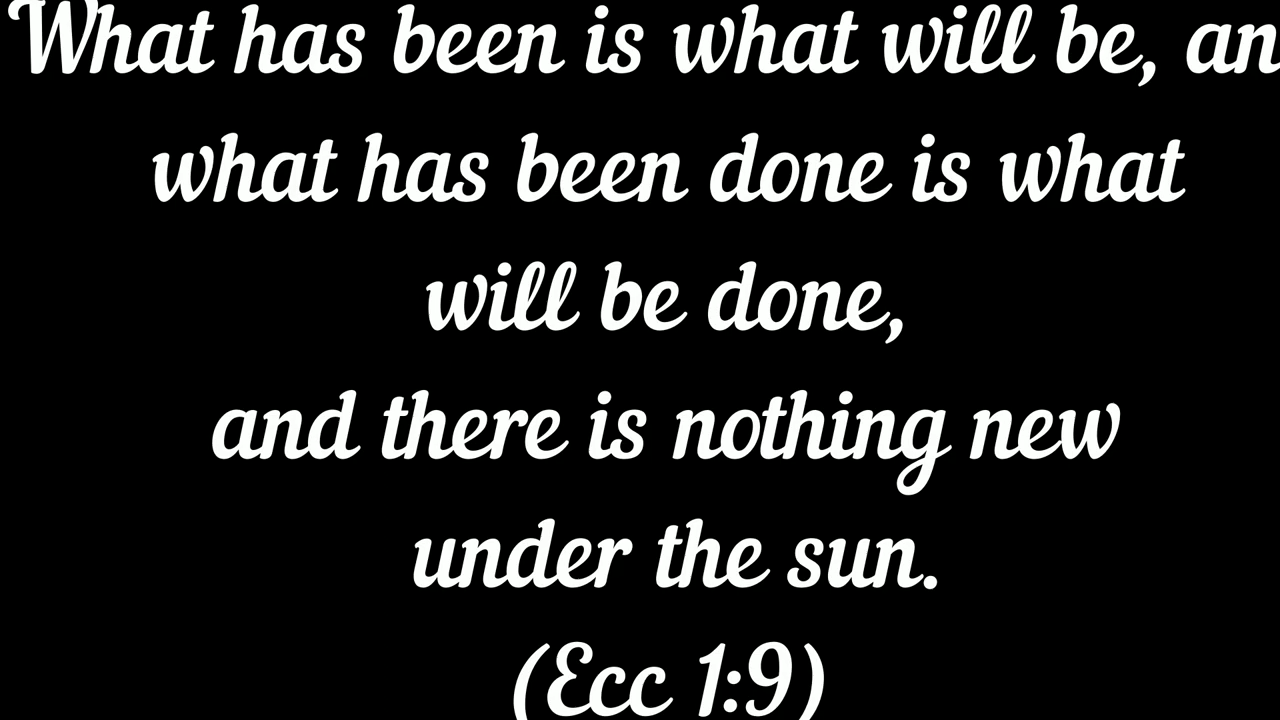 What has been is what will be, an
what has been done is what
will be done,
and there is nothing new
under the sun.
(Ecc 1:9)